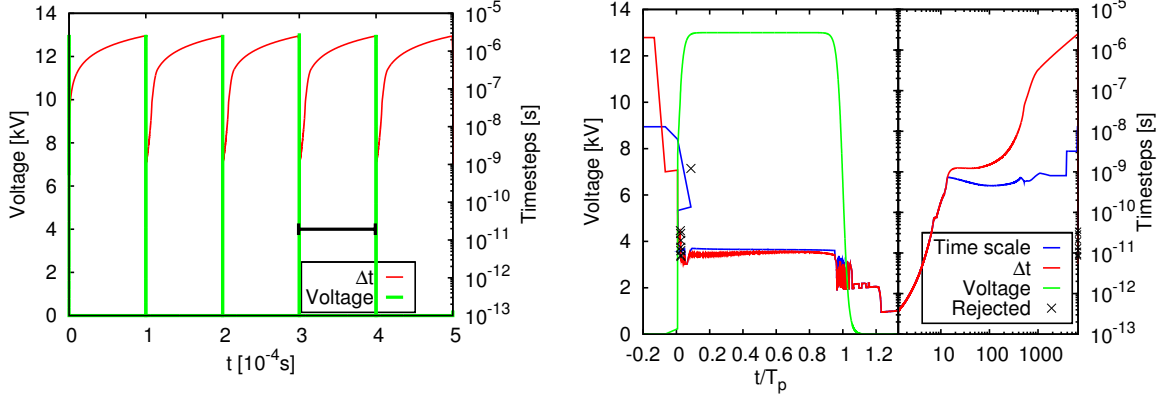 14
12
10
8
6
4
2
0
Voltage [kV]
10^-5
10^-6
10^-7
10^-8
10^-9
10^-10
10^-11
10^-12
10^-13
Timesteps [s]
Δt
Voltage
0 1 2 3 4 5
t [10^-4s]
14
12
10
8
6
4
2
0
Voltage [kV]
10^-5
10^-6
10^-7
10^-8
10^-9
10^-10
10^-11
10^-12
10^-13
Timesteps [s]
Time scale
Δt
Voltage
Rejected
-0.2 0 0.2 0.4 0.6 0.8 1 1.2 10 100 1000
t/T_p